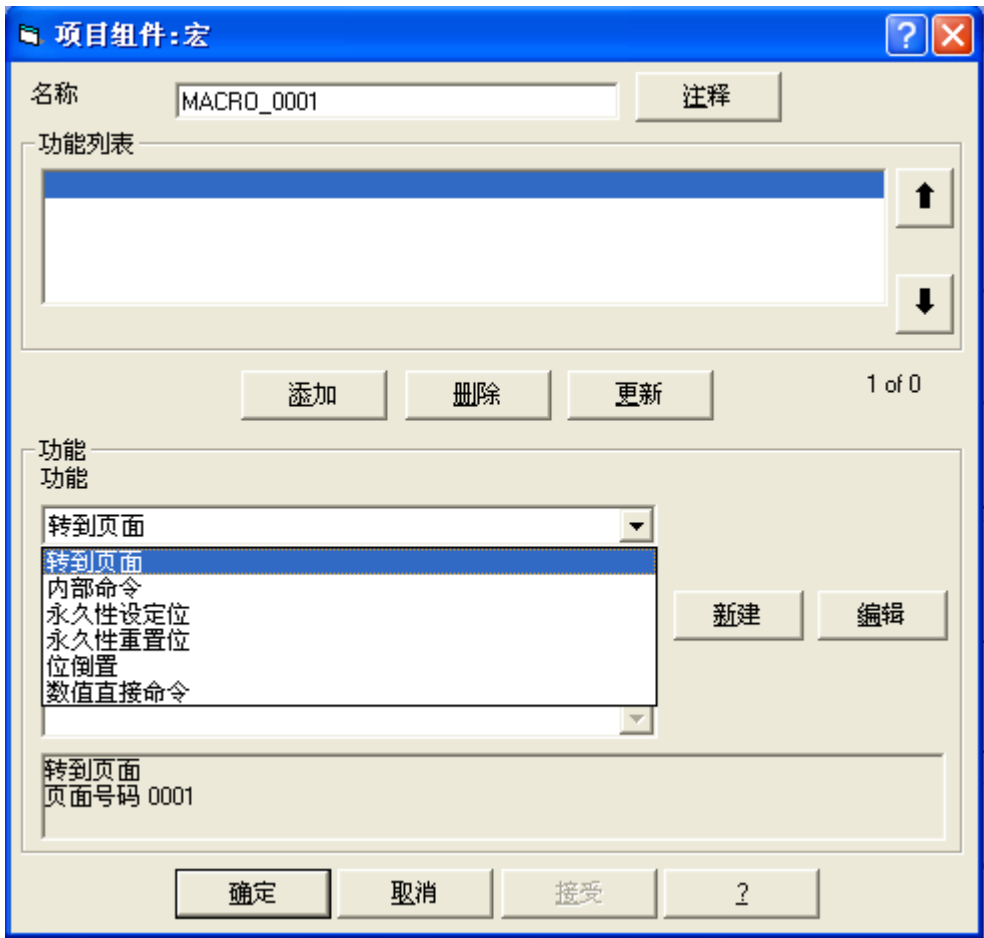 项目组件:宏
名称
MACRO_0001
注释
功能列表
添加
删除
更新
1 of 0
功能
功能
转到页面
转到页面
内部命令
永久性设定位
永久性重置位
位倒置
数值直接命令
新建
编辑
转到页面
页面号码 0001
确定
取消
接受
?